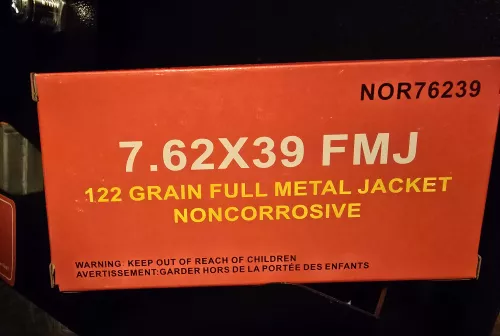 NOR76239
7.62X39 FMJ
122 GRAIN FULL METAL JACKET
NONCORROSIVE
WARNING: KEEP OUT OF REACH OF CHILDREN
AVERTISSEMENT:GARDER HORS DE LA PORTÉE DES ENFANTS